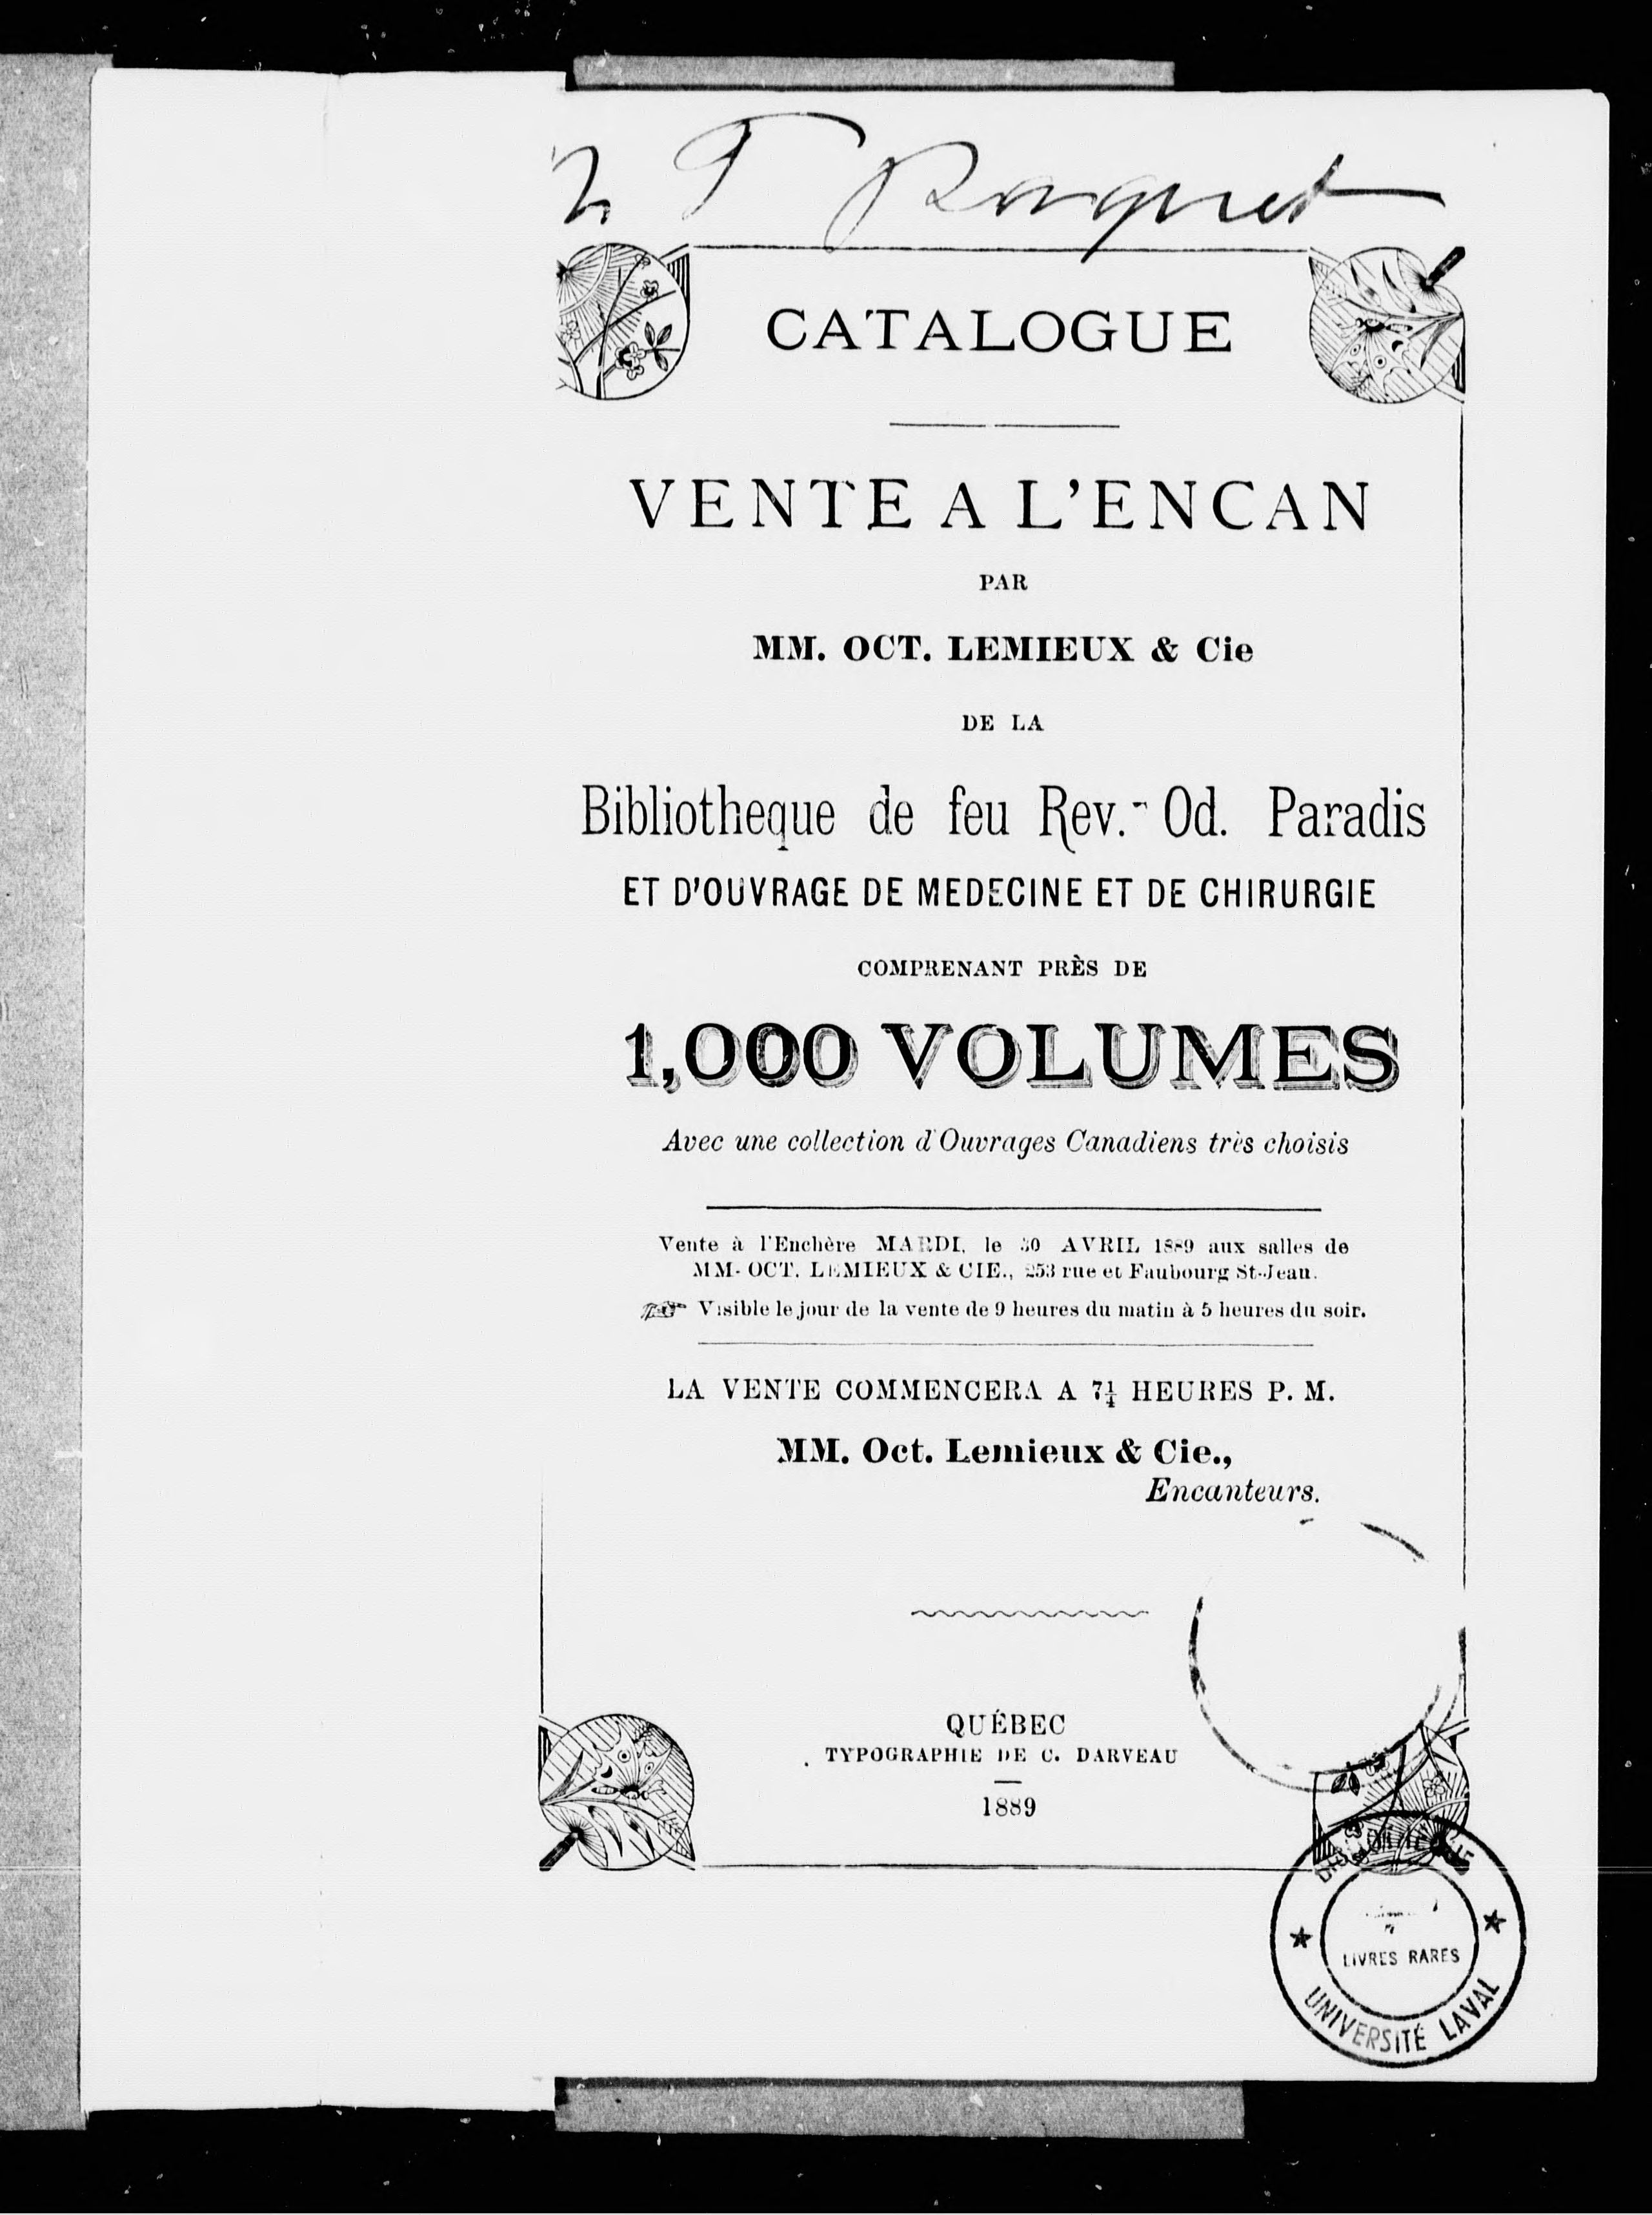 Paquet
CATALOGUE
VENTE A L'ENCAN
PAR
MM. OCT. LEMIEUX & Cie
DE LA
Bibliotheque de feu Rev. Od. Paradis
ET D'OUVRAGE DE MEDECINE ET DE CHIRURGIE
COMPRENANT PRÈS DE
1,000 VOLUMES
Avec une collection d'Ouvrages Canadiens très choisis
Vente à l'Enchère MARDI, le 30 AVRIL 1889 aux salles de
MM. OCT. LEMIEUX & CIE., 253 rue et Faubourg St-Jean.
☞ Visible le jour de la vente de 9 heures du matin à 5 heures du soir.
LA VENTE COMMENCERA A 7¼ HEURES P. M.
MM. Oct. Lemieux & Cie.,
Encanteurs.
QUÉBEC
TYPOGRAPHIE DE C. DARVEAU
1889
LIVRES RARES
UNIVERSITÉ LAVAL